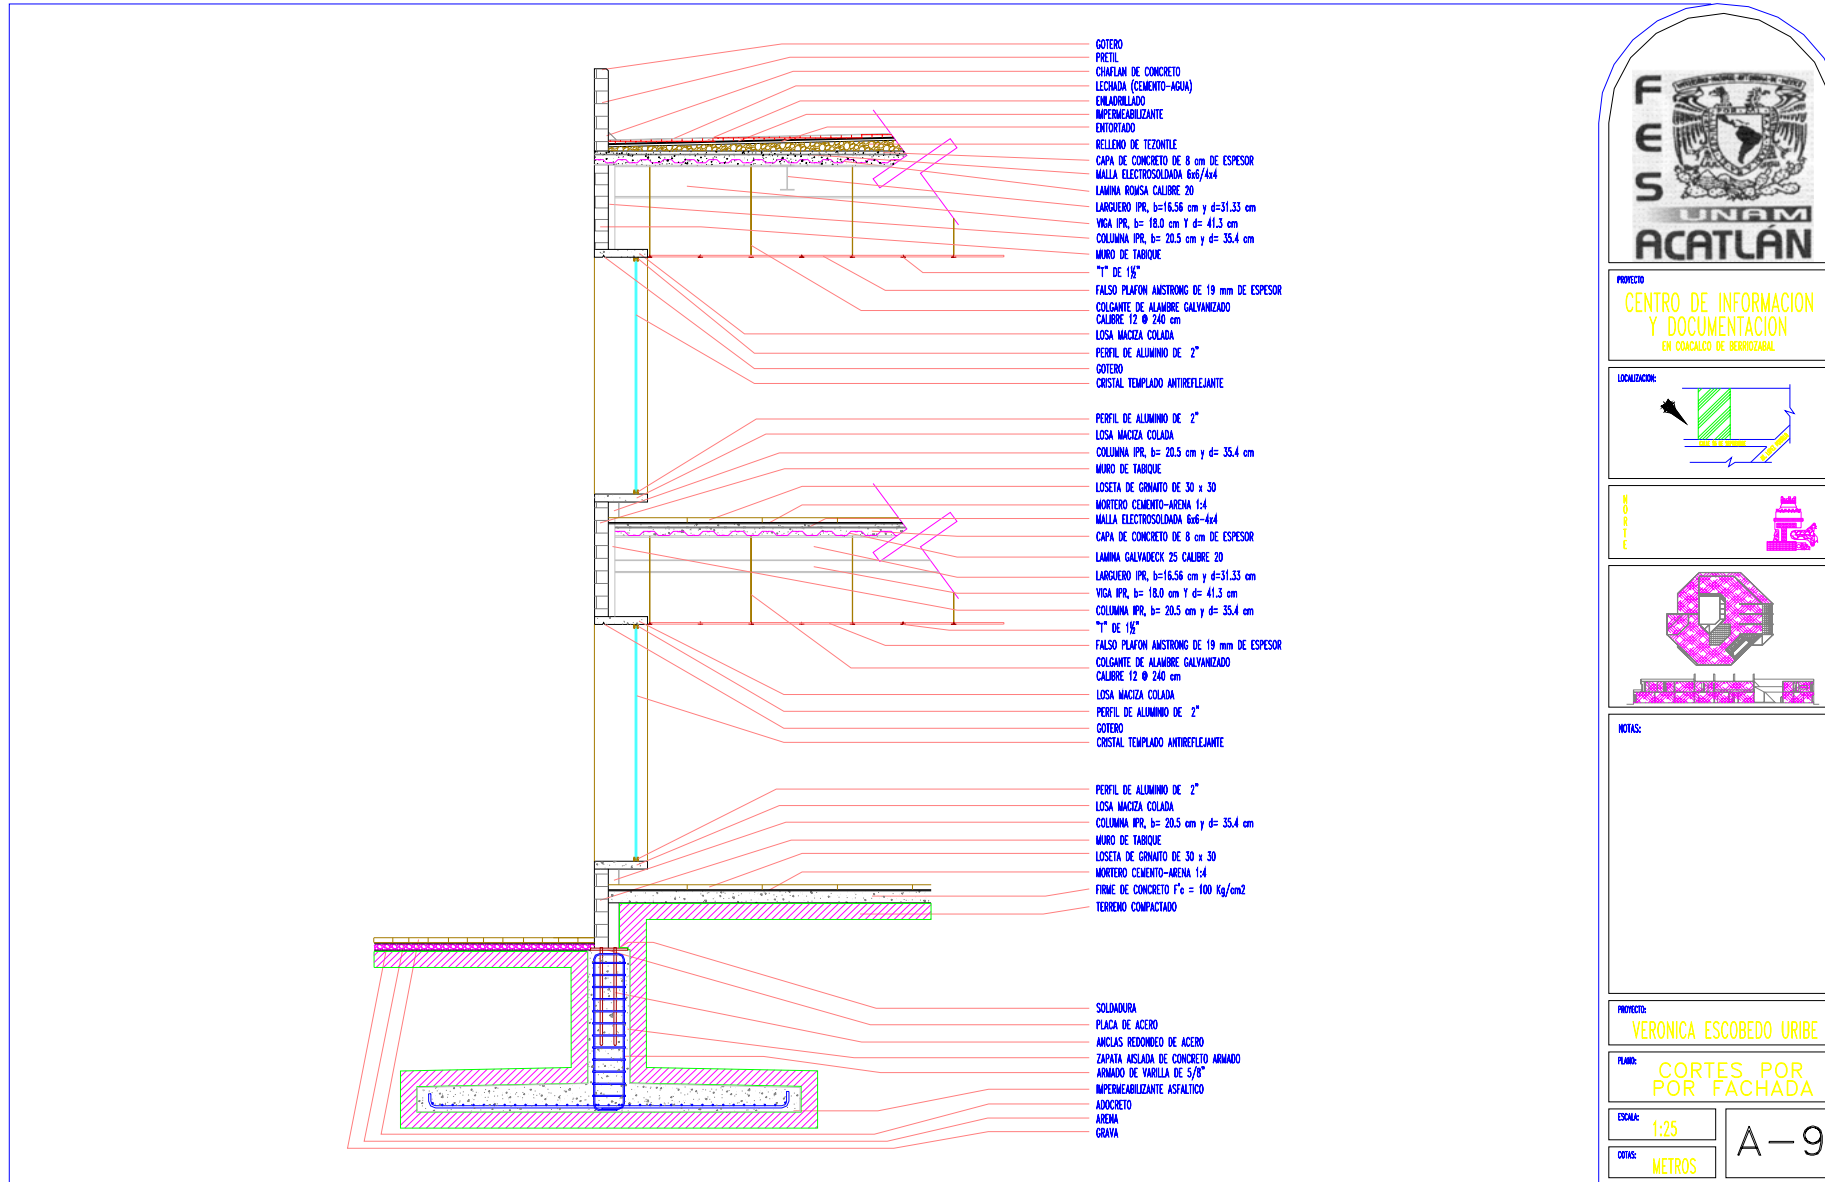 GOTERO
PRETIL
CHAFLAN DE CONCRETO
LECHADA (CEMENTO-AGUA)
ENLADRILLADO
IMPERMEABILIZANTE
ENTORTADO
RELLENO DE TEZONTLE
CAPA DE CONCRETO DE 8 cm DE ESPESOR
MALLA ELECTROSOLDADA 6x6/4x4
LAMINA ROMSA CALIBRE 20
LARGUERO IPR, b=16.56 cm y d=31.33 cm
VIGA IPR, b= 18.0 cm Y d= 41.3 cm
COLUMNA IPR, b= 20.5 cm y d= 35.4 cm
MURO DE TABIQUE
"T" DE 1½"
FALSO PLAFON AMSTRONG DE 19 mm DE ESPESOR
COLGANTE DE ALAMBRE GALVANIZADO
CALIBRE 12 @ 240 cm
LOSA MACIZA COLADA
PERFIL DE ALUMINIO DE 2"
GOTERO
CRISTAL TEMPLADO ANTIREFLEJANTE
PERFIL DE ALUMINIO DE 2"
LOSA MACIZA COLADA
COLUMNA IPR, b= 20.5 cm y d= 35.4 cm
MURO DE TABIQUE
LOSETA DE GRNAITO DE 30 x 30
MORTERO CEMENTO-ARENA 1:4
MALLA ELECTROSOLDADA 6x6-4x4
CAPA DE CONCRETO DE 8 cm DE ESPESOR
LAMINA GALVADECK 25 CALIBRE 20
LARGUERO IPR, b=16.56 cm y d=31.33 cm
VIGA IPR, b= 18.0 cm Y d= 41.3 cm
COLUMNA IPR, b= 20.5 cm y d= 35.4 cm
"T" DE 1½"
FALSO PLAFON AMSTRONG DE 19 mm DE ESPESOR
COLGANTE DE ALAMBRE GALVANIZADO
CALIBRE 12 @ 240 cm
LOSA MACIZA COLADA
PERFIL DE ALUMINIO DE 2"
GOTERO
CRISTAL TEMPLADO ANTIREFLEJANTE
PERFIL DE ALUMINIO DE 2"
LOSA MACIZA COLADA
COLUMNA IPR, b= 20.5 cm y d= 35.4 cm
MURO DE TABIQUE
LOSETA DE GRNAITO DE 30 x 30
MORTERO CEMENTO-ARENA 1:4
FIRME DE CONCRETO F'c = 100 Kg/cm2
TERRENO COMPACTADO
SOLDADURA
PLACA DE ACERO
ANCLAS REDONDEO DE ACERO
ZAPATA AISLADA DE CONCRETO ARMADO
ARMADO DE VARILLA DE 5/8"
IMPERMEABILIZANTE ASFALTICO
ADOCRETO
ARENA
GRAVA
FES
UNAM
ACATLÁN
PROYECTO
CENTRO DE INFORMACION
Y DOCUMENTACION
EN COACALCO DE BERRIOZABAL
LOCALIZACION:
NORTE
NOTAS:
PROYECTO:
VERONICA ESCOBEDO URIBE
PLANO:
CORTES POR
POR FACHADA
ESCALA:
1:25
COTAS:
METROS
A-9